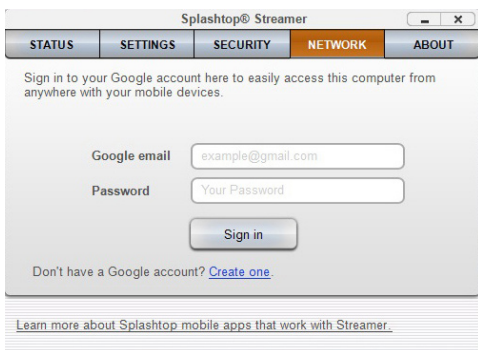 Splashtop® Streamer
STATUS SETTINGS SECURITY NETWORK ABOUT
Sign in to your Google account here to easily access this computer from
anywhere with your mobile devices.
Google email example@gmail.com
Password Your Password
Sign in
Don't have a Google account? Create one.
Learn more about Splashtop mobile apps that work with Streamer.